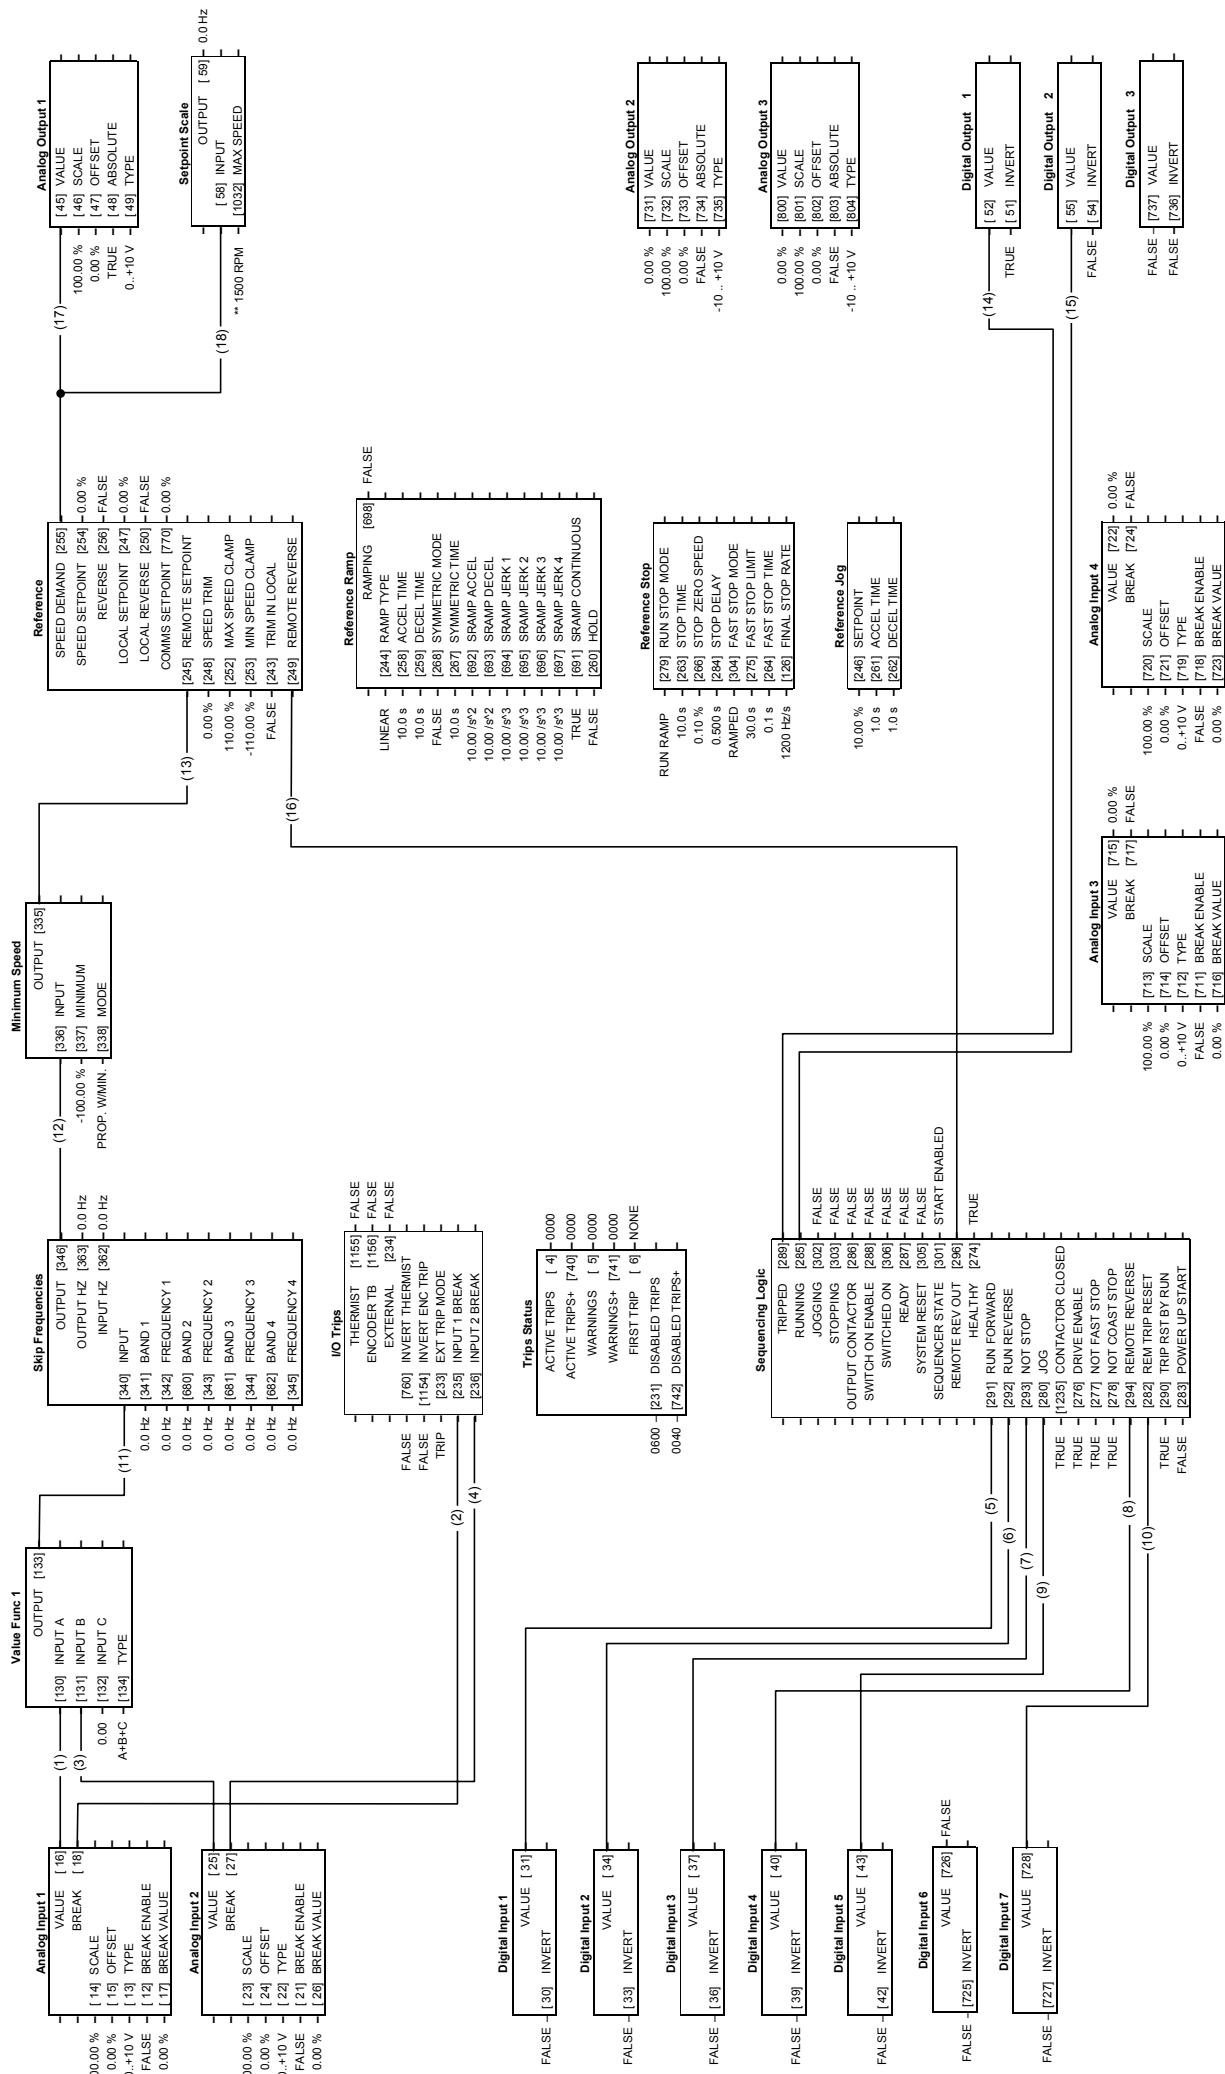 Analog Input 1
VALUE [ 16]
BREAK [ 18]
00.00 % [ 14] SCALE
0.00 % [ 15] OFFSET
0..+10 V [ 13] TYPE
FALSE [ 12] BREAK ENABLE
0.00 % [ 17] BREAK VALUE
Analog Input 2
VALUE [ 25]
BREAK [ 27]
00.00 % [ 23] SCALE
0.00 % [ 24] OFFSET
..+10 V [ 22] TYPE
FALSE [ 21] BREAK ENABLE
0.00 % [ 26] BREAK VALUE
Digital Input 1
VALUE [ 31]
FALSE [ 30] INVERT
Digital Input 2
VALUE [ 34]
FALSE [ 33] INVERT
Digital Input 3
VALUE [ 37]
FALSE [ 36] INVERT
Digital Input 4
VALUE [ 40]
FALSE [ 39] INVERT
Digital Input 5
VALUE [ 43]
FALSE [ 42] INVERT
Digital Input 6
VALUE [726] FALSE
FALSE [725] INVERT
Digital Input 7
VALUE [728]
FALSE [727] INVERT
(1)
(3)
Value Func 1
OUTPUT [133]
[130] INPUT A
[131] INPUT B
0.00 [132] INPUT C
A+B+C [134] TYPE
(11)
(2)
(4)
(5)
(6)
(7)
(9)
(8)
(10)
Skip Frequencies
OUTPUT [346]
OUTPUT HZ [363] 0.0 Hz
INPUT HZ [362] 0.0 Hz
[340] INPUT
0.0 Hz [341] BAND 1
0.0 Hz [342] FREQUENCY 1
0.0 Hz [680] BAND 2
0.0 Hz [343] FREQUENCY 2
0.0 Hz [681] BAND 3
0.0 Hz [344] FREQUENCY 3
0.0 Hz [682] BAND 4
0.0 Hz [345] FREQUENCY 4
I/O Trips
THERMIST [1155] FALSE
ENCODER TB [1156] FALSE
EXTERNAL [234] FALSE
FALSE [760] INVERT THERMIST
FALSE [1154] INVERT ENC TRIP
TRIP [233] EXT TRIP MODE
[235] INPUT 1 BREAK
[236] INPUT 2 BREAK
Trips Status
ACTIVE TRIPS [ 4] 0000
ACTIVE TRIPS+ [740] 0000
WARNINGS [ 5] 0000
WARNINGS+ [741] 0000
FIRST TRIP [ 6] NONE
0600 [231] DISABLED TRIPS
0040 [742] DISABLED TRIPS+
Sequencing Logic
TRIPPED [289]
RUNNING [285]
JOGGING [302] FALSE
STOPPING [303] FALSE
OUTPUT CONTACTOR [286] FALSE
SWITCH ON ENABLE [288] FALSE
SWITCHED ON [306] FALSE
READY [287] FALSE
SYSTEM RESET [305] FALSE
SEQUENCER STATE [301] START ENABLED
REMOTE REV OUT [296]
HEALTHY [274] TRUE
[291] RUN FORWARD
[292] RUN REVERSE
[293] NOT STOP
[280] JOG
TRUE [1235] CONTACTOR CLOSED
TRUE [276] DRIVE ENABLE
TRUE [277] NOT FAST STOP
TRUE [278] NOT COAST STOP
[294] REMOTE REVERSE
[282] REM TRIP RESET
TRUE [290] TRIP RST BY RUN
FALSE [283] POWER UP START
(12)
Minimum Speed
OUTPUT [335]
[336] INPUT
-100.00 % [337] MINIMUM
PROP. W/MIN. [338] MODE
(13)
(16)
Analog Input 3
VALUE [715] 0.00 %
BREAK [717] FALSE
100.00 % [713] SCALE
0.00 % [714] OFFSET
0..+10 V [712] TYPE
FALSE [711] BREAK ENABLE
0.00 % [716] BREAK VALUE
Reference
SPEED DEMAND [255]
SPEED SETPOINT [254] 0.00 %
REVERSE [256] FALSE
LOCAL SETPOINT [247] 0.00 %
LOCAL REVERSE [250] FALSE
COMMS SETPOINT [770] 0.00 %
[245] REMOTE SETPOINT
0.00 % [248] SPEED TRIM
110.00 % [252] MAX SPEED CLAMP
-110.00 % [253] MIN SPEED CLAMP
FALSE [243] TRIM IN LOCAL
[249] REMOTE REVERSE
Reference Ramp
RAMPING [698] FALSE
LINEAR [244] RAMP TYPE
10.0 s [258] ACCEL TIME
10.0 s [259] DECEL TIME
FALSE [268] SYMMETRIC MODE
10.0 s [267] SYMMETRIC TIME
10.00 /s^2 [692] SRAMP ACCEL
10.00 /s^2 [693] SRAMP DECEL
10.00 /s^3 [694] SRAMP JERK 1
10.00 /s^3 [695] SRAMP JERK 2
10.00 /s^3 [696] SRAMP JERK 3
10.00 /s^3 [697] SRAMP JERK 4
TRUE [691] SRAMP CONTINUOUS
FALSE [260] HOLD
Reference Stop
RUN RAMP [279] RUN STOP MODE
10.0 s [263] STOP TIME
0.10 % [266] STOP ZERO SPEED
0.500 s [284] STOP DELAY
RAMPED [304] FAST STOP MODE
30.0 s [275] FAST STOP LIMIT
0.1 s [264] FAST STOP TIME
1200 Hz/s [126] FINAL STOP RATE
Reference Jog
10.00 % [246] SETPOINT
1.0 s [261] ACCEL TIME
1.0 s [262] DECEL TIME
Analog Input 4
VALUE [722] 0.00 %
BREAK [724] FALSE
100.00 % [720] SCALE
0.00 % [721] OFFSET
0..+10 V [719] TYPE
FALSE [718] BREAK ENABLE
0.00 % [723] BREAK VALUE
(17)
(18)
(14)
(15)
Analog Output 1
[ 45] VALUE
100.00 % [ 46] SCALE
0.00 % [ 47] OFFSET
TRUE [ 48] ABSOLUTE
0..+10 V [ 49] TYPE
Setpoint Scale
OUTPUT [ 59] 0.0 Hz
[ 58] INPUT
** 1500 RPM [1032] MAX SPEED
Analog Output 2
0.00 % [731] VALUE
100.00 % [732] SCALE
0.00 % [733] OFFSET
FALSE [734] ABSOLUTE
-10 .. +10 V [735] TYPE
Analog Output 3
0.00 % [800] VALUE
100.00 % [801] SCALE
0.00 % [802] OFFSET
FALSE [803] ABSOLUTE
-10 .. +10 V [804] TYPE
Digital Output 1
[ 52] VALUE
TRUE [ 51] INVERT
Digital Output 2
[ 55] VALUE
FALSE [ 54] INVERT
Digital Output 3
FALSE [737] VALUE
FALSE [736] INVERT